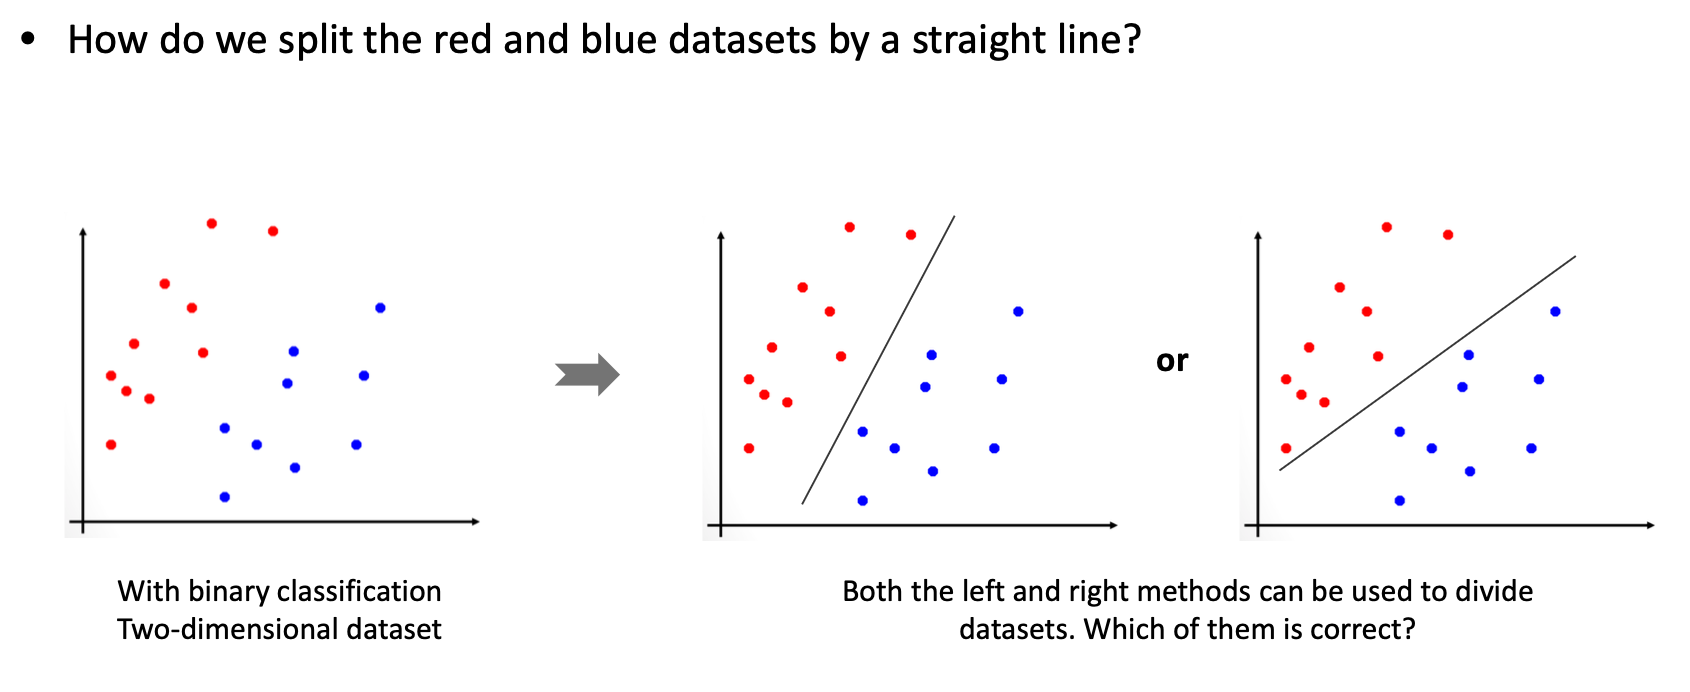 • How do we split the red and blue datasets by a straight line?
or
With binary classification
Two-dimensional dataset
Both the left and right methods can be used to divide
datasets. Which of them is correct?